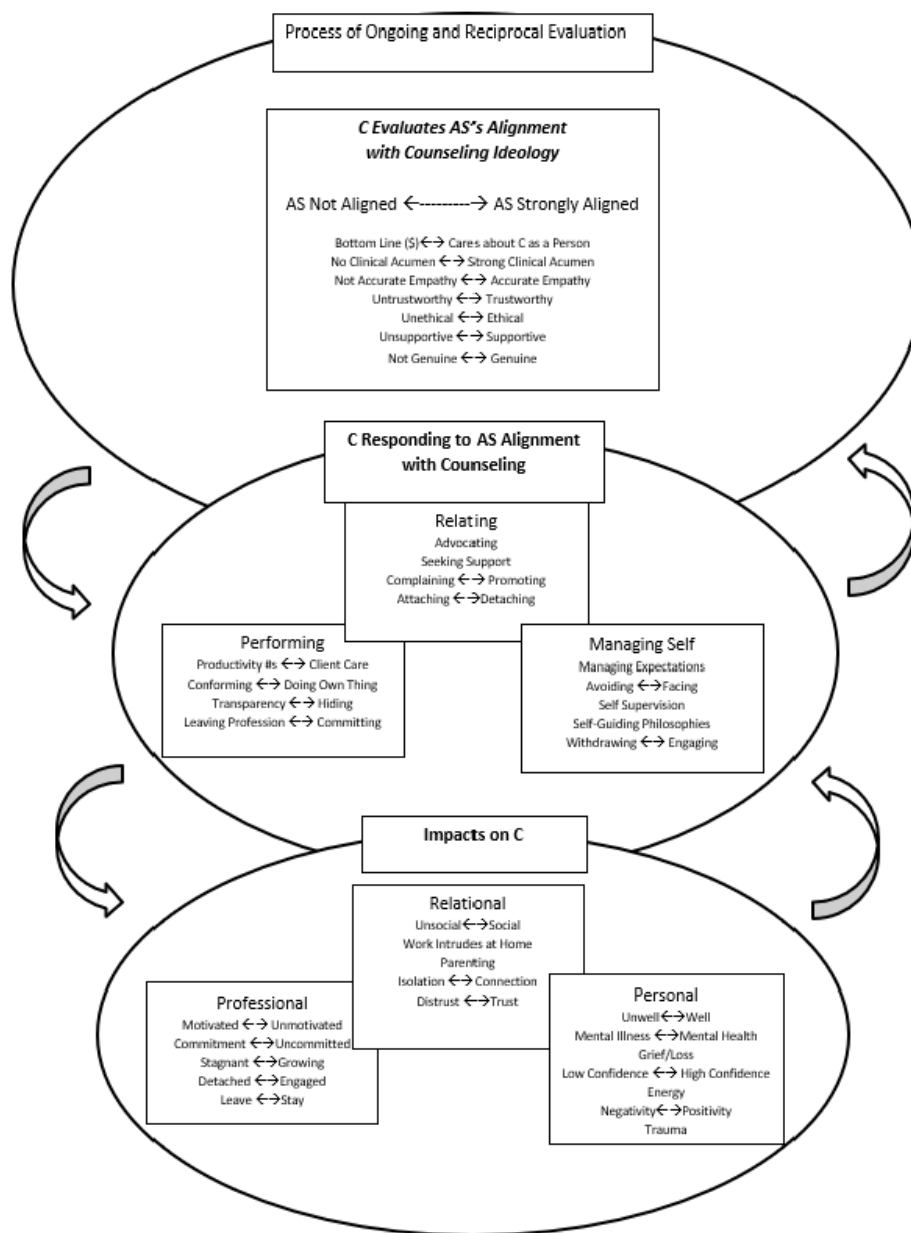 Process of Ongoing and Reciprocal Evaluation
C Evaluates AS's Alignment
with Counseling Ideology
AS Not Aligned ←---------→ AS Strongly Aligned
Bottom Line ($)←→ Cares about C as a Person
No Clinical Acumen ←→ Strong Clinical Acumen
Not Accurate Empathy ←→ Accurate Empathy
Untrustworthy ←→ Trustworthy
Unethical ←→ Ethical
Unsupportive ←→ Supportive
Not Genuine ←→ Genuine
C Responding to AS Alignment
with Counseling
Relating
Advocating
Seeking Support
Complaining ←→ Promoting
Attaching ←→Detaching
Performing
Productivity #s ←→ Client Care
Conforming ←→ Doing Own Thing
Transparency ←→ Hiding
Leaving Profession ←→ Committing
Managing Self
Managing Expectations
Avoiding ←→Facing
Self Supervision
Self-Guiding Philosophies
Withdrawing ←→ Engaging
Impacts on C
Relational
Unsocial←→Social
Work Intrudes at Home
Parenting
Isolation ←→ Connection
Distrust ←→Trust
Professional
Motivated ←→ Unmotivated
Commitment ←→Uncommitted
Stagnant ←→Growing
Detached ←→Engaged
Leave ←→Stay
Personal
Unwell←→Well
Mental Illness ←→Mental Health
Grief/Loss
Low Confidence ←→ High Confidence
Energy
Negativity←→Positivity
Trauma